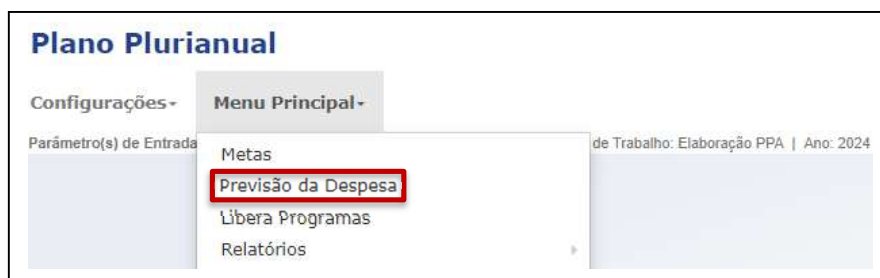 Plano Plurianual
Configurações Menu Principal
Parâmetro(s) de Entrada de Trabalho: Elaboração PPA | Ano: 2024
Metas
Previsão da Despesa
Libera Programas
Relatórios